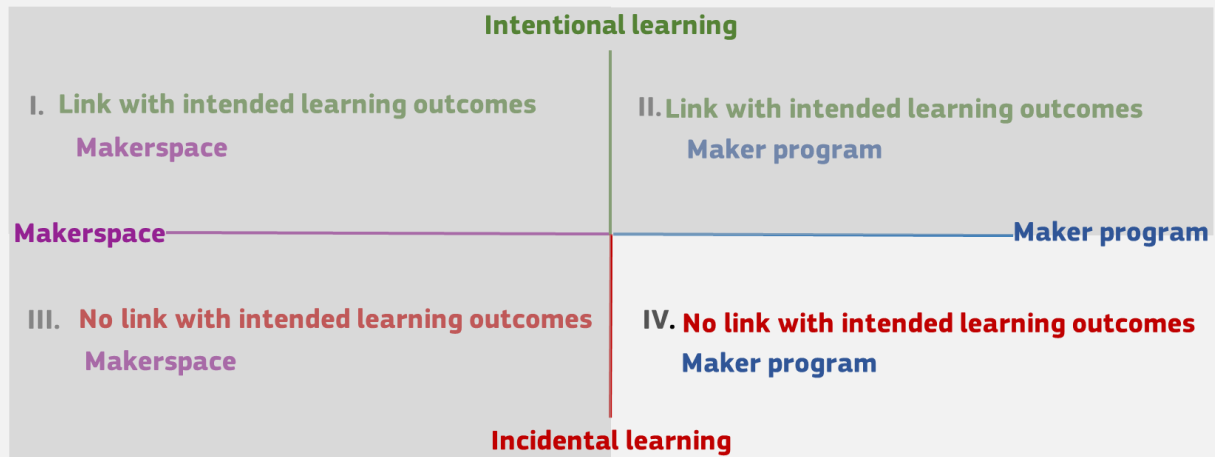 Intentional learning
I. Link with intended learning outcomes
Makerspace
II. Link with intended learning outcomes
Maker program
Makerspace
Maker program
III. No link with intended learning outcomes
Makerspace
IV. No link with intended learning outcomes
Maker program
Incidental learning